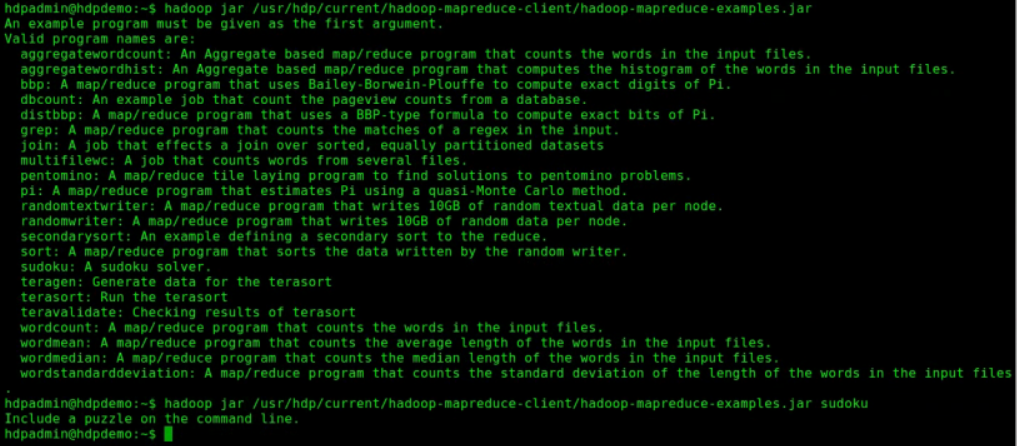 hdpadmin@hdpdemo:~$ hadoop jar /usr/hdp/current/hadoop-mapreduce-client/hadoop-mapreduce-examples.jar
An example program must be given as the first argument.
Valid program names are:
  aggregatewordcount: An Aggregate based map/reduce program that counts the words in the input files.
  aggregatewordhist: An Aggregate based map/reduce program that computes the histogram of the words in the input files.
  bbp: A map/reduce program that uses Bailey-Borwein-Plouffe to compute exact digits of Pi.
  dbcount: An example job that count the pageview counts from a database.
  distbbp: A map/reduce program that uses a BBP-type formula to compute exact bits of Pi.
  grep: A map/reduce program that counts the matches of a regex in the input.
  join: A job that effects a join over sorted, equally partitioned datasets
  multifilewc: A job that counts words from several files.
  pentomino: A map/reduce tile laying program to find solutions to pentomino problems.
  pi: A map/reduce program that estimates Pi using a quasi-Monte Carlo method.
  randomtextwriter: A map/reduce program that writes 10GB of random textual data per node.
  randomwriter: A map/reduce program that writes 10GB of random data per node.
  secondarysort: An example defining a secondary sort to the reduce.
  sort: A map/reduce program that sorts the data written by the random writer.
  sudoku: A sudoku solver.
  teragen: Generate data for the terasort
  terasort: Run the terasort
  teravalidate: Checking results of terasort
  wordcount: A map/reduce program that counts the words in the input files.
  wordmean: A map/reduce program that counts the average length of the words in the input files.
  wordmedian: A map/reduce program that counts the median length of the words in the input files.
  wordstandarddeviation: A map/reduce program that counts the standard deviation of the length of the words in the input files
.
hdpadmin@hdpdemo:~$ hadoop jar /usr/hdp/current/hadoop-mapreduce-client/hadoop-mapreduce-examples.jar sudoku
Include a puzzle on the command line.
hdpadmin@hdpdemo:~$